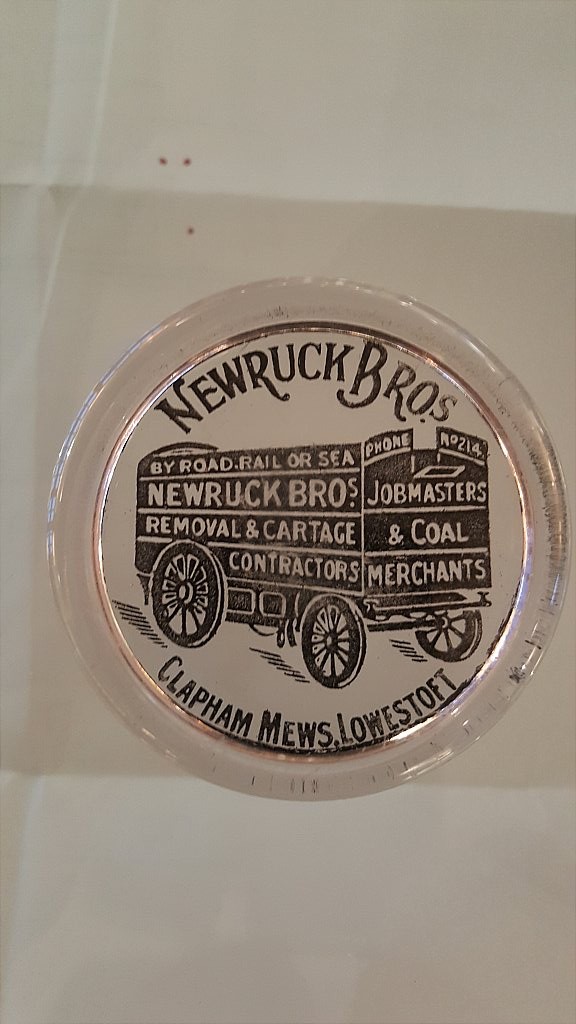 NEWRUCK BROS
PHONE No 214
BY ROAD. RAIL OR SEA
NEWRUCK BROS JOBMASTERS
REMOVAL & CARTAGE & COAL
CONTRACTORS MERCHANTS
CLAPHAM MEWS, LOWESTOFT